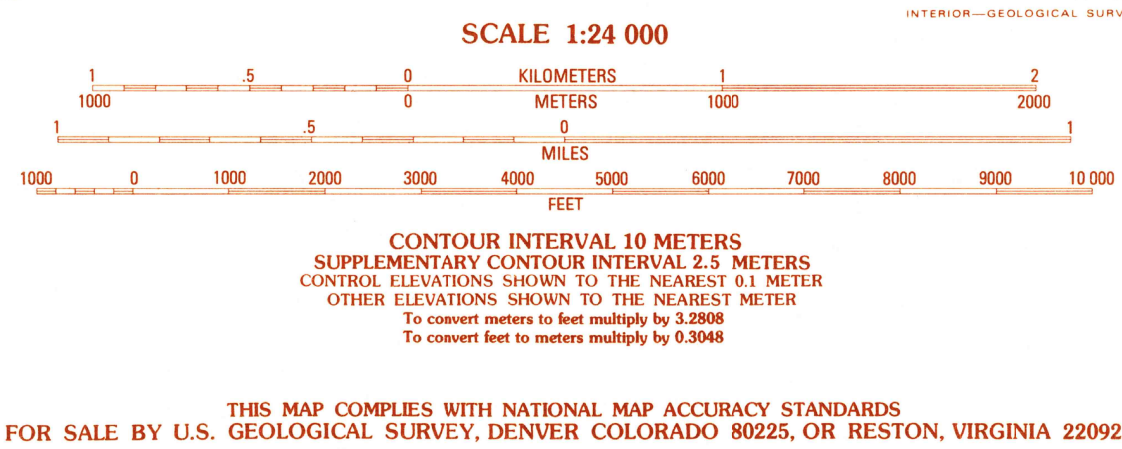 INTERIOR—GEOLOGICAL SURV
SCALE 1:24 000
1 .5 0 KILOMETERS 1 2
1000 0 METERS 1000 2000
1 .5 0 1
MILES
1000 0 1000 2000 3000 4000 5000 6000 7000 8000 9000 10 000
FEET
CONTOUR INTERVAL 10 METERS
SUPPLEMENTARY CONTOUR INTERVAL 2.5 METERS
CONTROL ELEVATIONS SHOWN TO THE NEAREST 0.1 METER
OTHER ELEVATIONS SHOWN TO THE NEAREST METER
To convert meters to feet multiply by 3.2808
To convert feet to meters multiply by 0.3048
THIS MAP COMPLIES WITH NATIONAL MAP ACCURACY STANDARDS
FOR SALE BY U.S. GEOLOGICAL SURVEY, DENVER COLORADO 80225, OR RESTON, VIRGINIA 22092